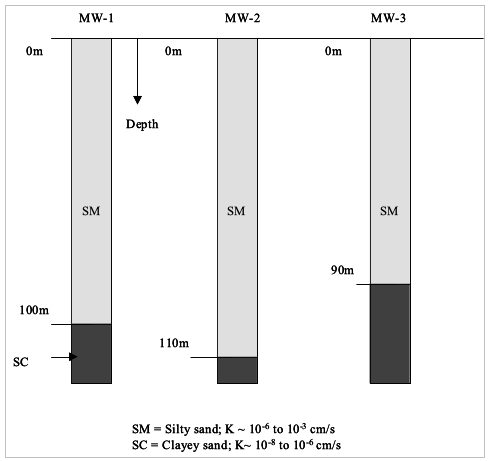 MW-1 MW-2 MW-3
0m 0m 0m
Depth
SM SM SM
90m
100m
110m
SC
SM = Silty sand; K ~ 10⁻⁶ to 10⁻³ cm/s
SC = Clayey sand; K~ 10⁻⁸ to 10⁻⁶ cm/s